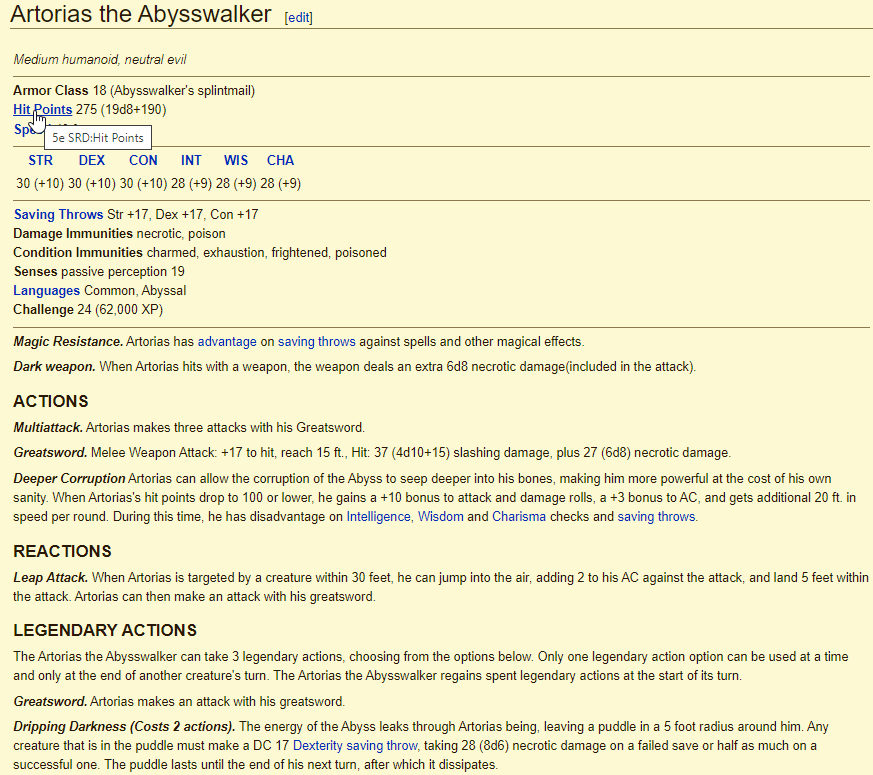 Artorias the Abysswalker [edit]
Medium humanoid, neutral evil
Armor Class 18 (Abysswalker's splintmail)
Hit Points 275 (19d8+190)
5e SRD:Hit Points
STR DEX CON INT WIS CHA
30 (+10) 30 (+10) 30 (+10) 28 (+9) 28 (+9) 28 (+9)
Saving Throws Str +17, Dex +17, Con +17
Damage Immunities necrotic, poison
Condition Immunities charmed, exhaustion, frightened, poisoned
Senses passive perception 19
Languages Common, Abyssal
Challenge 24 (62,000 XP)
Magic Resistance. Artorias has advantage on saving throws against spells and other magical effects.
Dark weapon. When Artorias hits with a weapon, the weapon deals an extra 6d8 necrotic damage(included in the attack).
ACTIONS
Multiattack. Artorias makes three attacks with his Greatsword.
Greatsword. Melee Weapon Attack: +17 to hit, reach 15 ft., Hit: 37 (4d10+15) slashing damage, plus 27 (6d8) necrotic damage.
Deeper Corruption Artorias can allow the corruption of the Abyss to seep deeper into his bones, making him more powerful at the cost of his own
sanity. When Artorias's hit points drop to 100 or lower, he gains a +10 bonus to attack and damage rolls, a +3 bonus to AC, and gets additional 20 ft. in
speed per round. During this time, he has disadvantage on Intelligence, Wisdom and Charisma checks and saving throws.
REACTIONS
Leap Attack. When Artorias is targeted by a creature within 30 feet, he can jump into the air, adding 2 to his AC against the attack, and land 5 feet within
the attack. Artorias can then make an attack with his greatsword.
LEGENDARY ACTIONS
The Artorias the Abysswalker can take 3 legendary actions, choosing from the options below. Only one legendary action option can be used at a time
and only at the end of another creature's turn. The Artorias the Abysswalker regains spent legendary actions at the start of its turn.
Greatsword. Artorias makes an attack with his greatsword.
Dripping Darkness (Costs 2 actions). The energy of the Abyss leaks through Artorias being, leaving a puddle in a 5 foot radius around him. Any
creature that is in the puddle must make a DC 17 Dexterity saving throw, taking 28 (8d6) necrotic damage on a failed save or half as much on a
successful one. The puddle lasts until the end of his next turn, after which it dissipates.